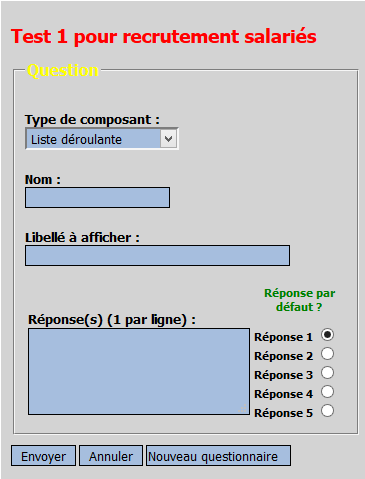 Test 1 pour recrutement salariés
Question
Type de composant :
Liste déroulante
Nom :
Libellé à afficher :
Réponse par
défaut ?
Réponse(s) (1 par ligne) :
Réponse 1
Réponse 2
Réponse 3
Réponse 4
Réponse 5
Envoyer Annuler Nouveau questionnaire